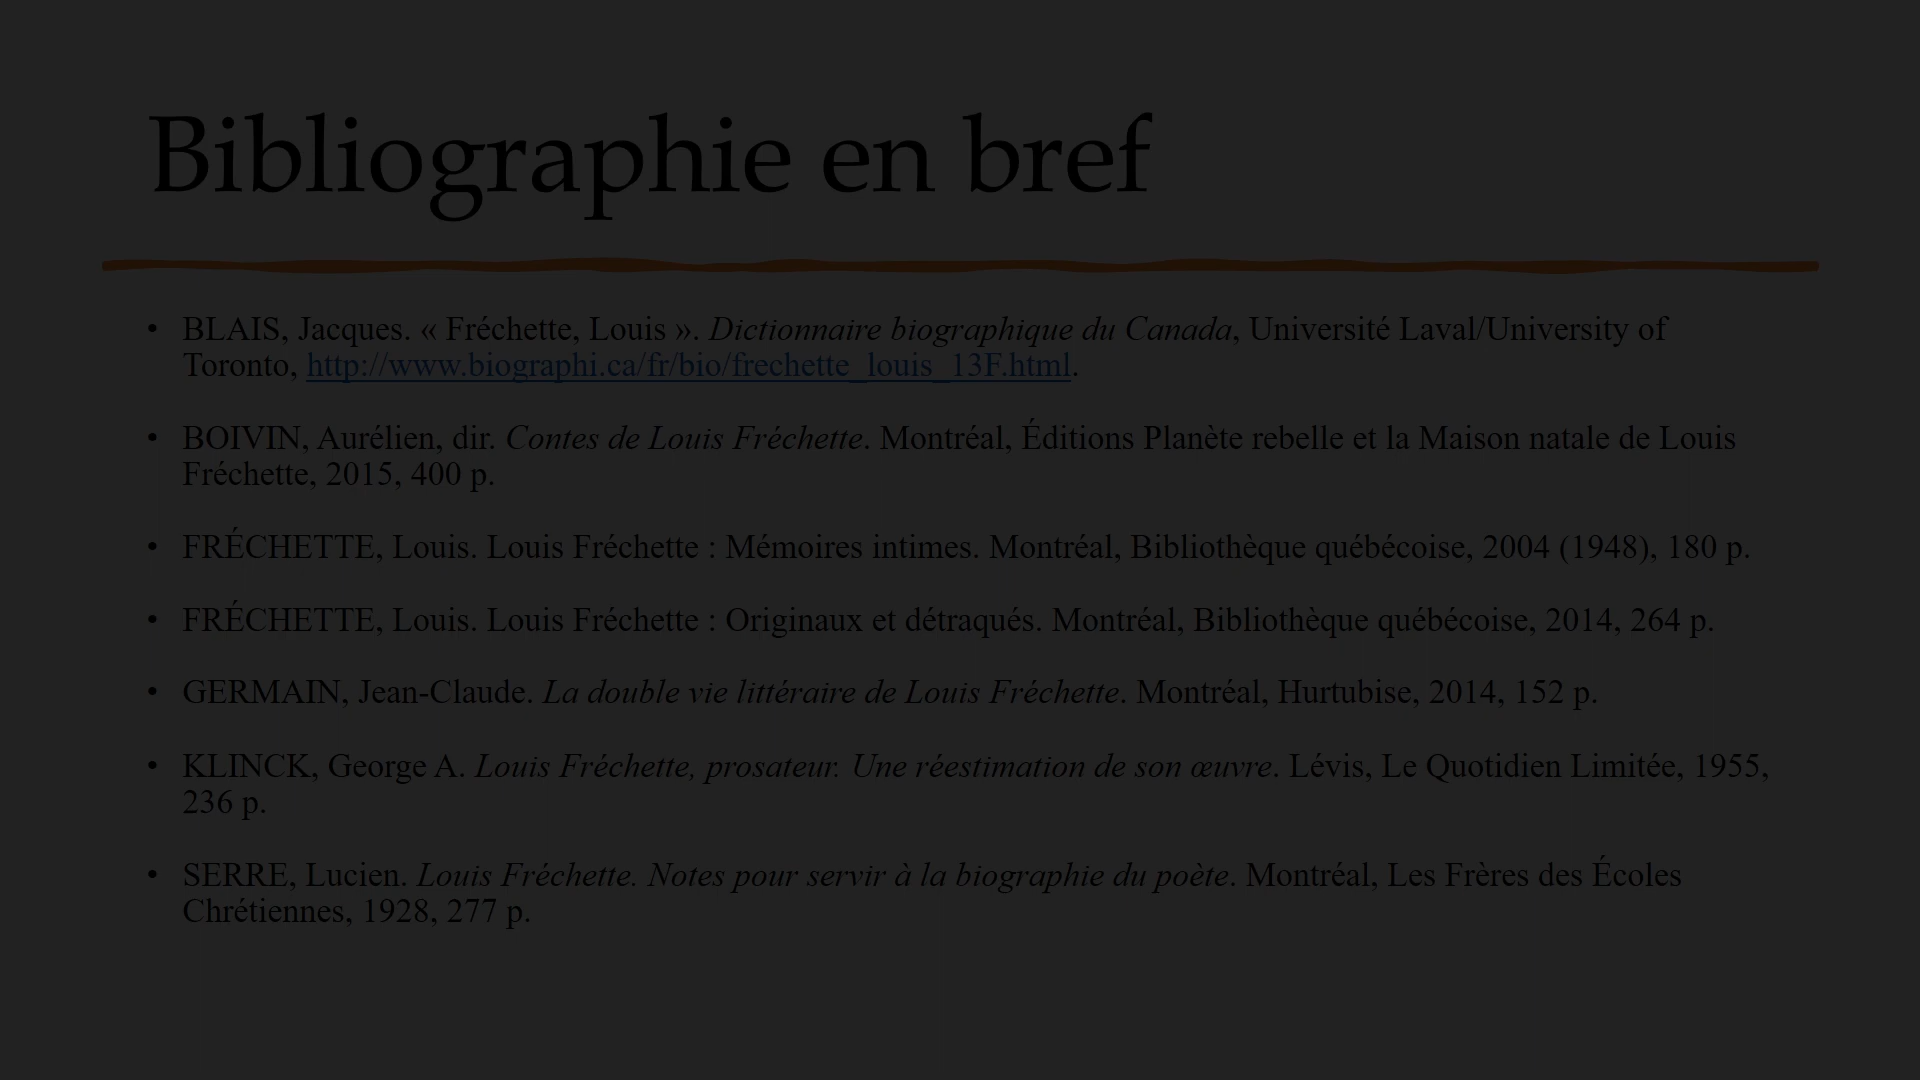 Bibliographie en bref
• BLAIS, Jacques. « Fréchette, Louis ». Dictionnaire biographique du Canada, Université Laval/University of
Toronto, http://www.biographi.ca/fr/bio/frechette_louis_13F.html.
• BOIVIN, Aurélien, dir. Contes de Louis Fréchette. Montréal, Éditions Planète rebelle et la Maison natale de Louis
Fréchette, 2015, 400 p.
• FRÉCHETTE, Louis. Louis Fréchette : Mémoires intimes. Montréal, Bibliothèque québécoise, 2004 (1948), 180 p.
• FRÉCHETTE, Louis. Louis Fréchette : Originaux et détraqués. Montréal, Bibliothèque québécoise, 2014, 264 p.
• GERMAIN, Jean-Claude. La double vie littéraire de Louis Fréchette. Montréal, Hurtubise, 2014, 152 p.
• KLINCK, George A. Louis Fréchette, prosateur. Une réestimation de son œuvre. Lévis, Le Quotidien Limitée, 1955,
236 p.
• SERRE, Lucien. Louis Fréchette. Notes pour servir à la biographie du poète. Montréal, Les Frères des Écoles
Chrétiennes, 1928, 277 p.